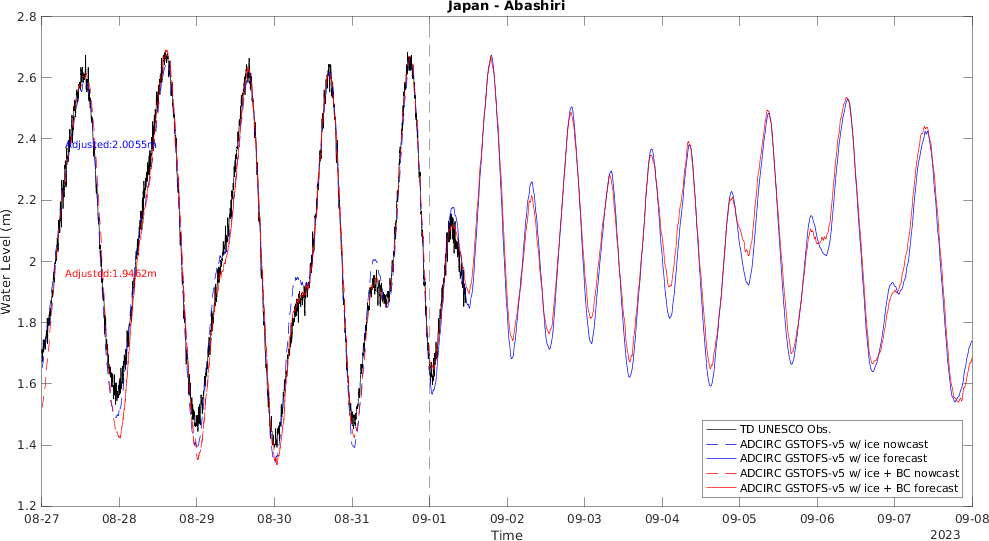 Japan - Abashiri
2.8
2.6
2.4
2.2
2
1.8
1.6
1.4
1.2
Water Level (m)
Adjusted:2.0055m
Adjusted:1.9462m
TD UNESCO Obs.
ADCIRC GSTOFS-v5 w/ ice nowcast
ADCIRC GSTOFS-v5 w/ ice forecast
ADCIRC GSTOFS-v5 w/ ice + BC nowcast
ADCIRC GSTOFS-v5 w/ ice + BC forecast
08-27 08-28 08-29 08-30 08-31 09-01 09-02 09-03 09-04 09-05 09-06 09-07 09-08
Time
2023